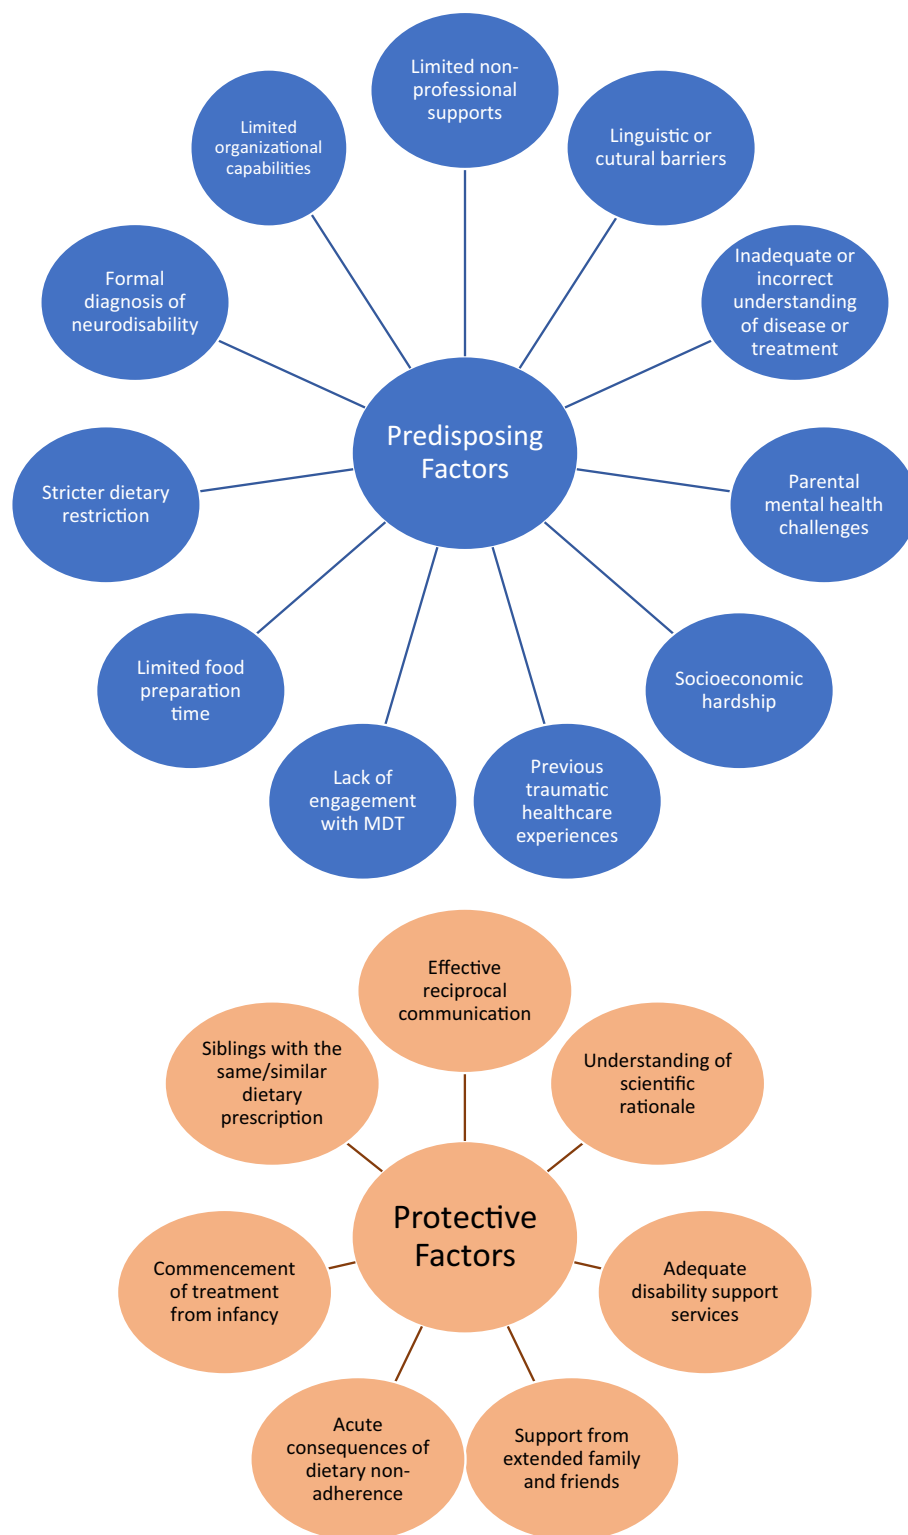 Limited non-
professional
supports
Linguistic or
cutural barriers
Inadequate or
incorrect
understanding
of disease or
treatment
Parental
mental health
challenges
Socioeconomic
hardship
Previous
traumatic
healthcare
experiences
Lack of
engagement
with MDT
Limited food
preparation
time
Stricter dietary
restriction
Formal
diagnosis of
neurodisability
Limited
organizational
capabilities
Predisposing
Factors
Effective
reciprocal
communication
Understanding of
scientific
rationale
Adequate
disability support
services
Support from
extended family
and friends
Acute
consequences of
dietary non-
adherence
Commencement
of treatment
from infancy
Siblings with the
same/similar
dietary
prescription
Protective
Factors